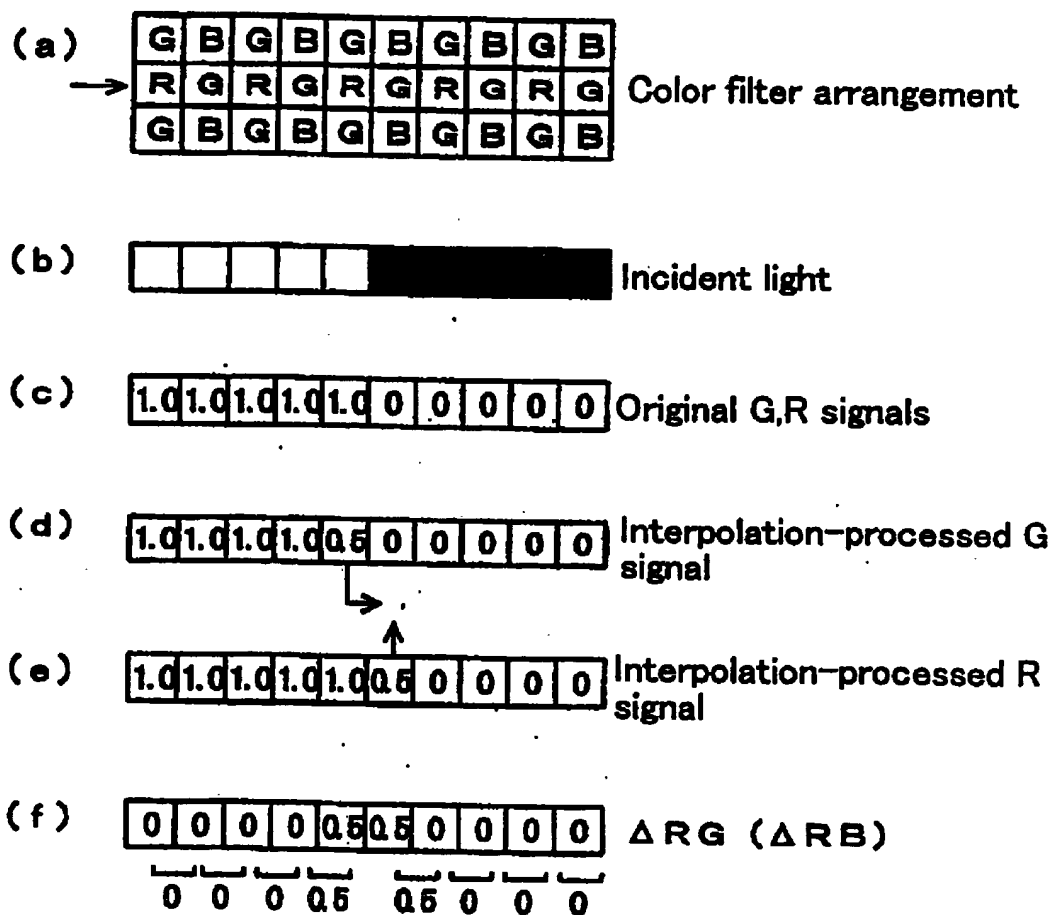 (a)
G B G B G B G B G B
R G R G R G R G R G
G B G B G B G B G B
Color filter arrangement
(b)
Incident light
(c)
1.0 1.0 1.0 1.0 1.0 0 0 0 0 0
Original G,R signals
(d)
1.0 1.0 1.0 1.0 0.5 0 0 0 0 0
Interpolation-processed G
signal
(e)
1.0 1.0 1.0 1.0 1.0 0.5 0 0 0 0
Interpolation-processed R
signal
(f)
0 0 0 0 0.5 0.5 0 0 0 0
ΔRG (ΔRB)
0 0 0 0.5 0.5 0 0 0